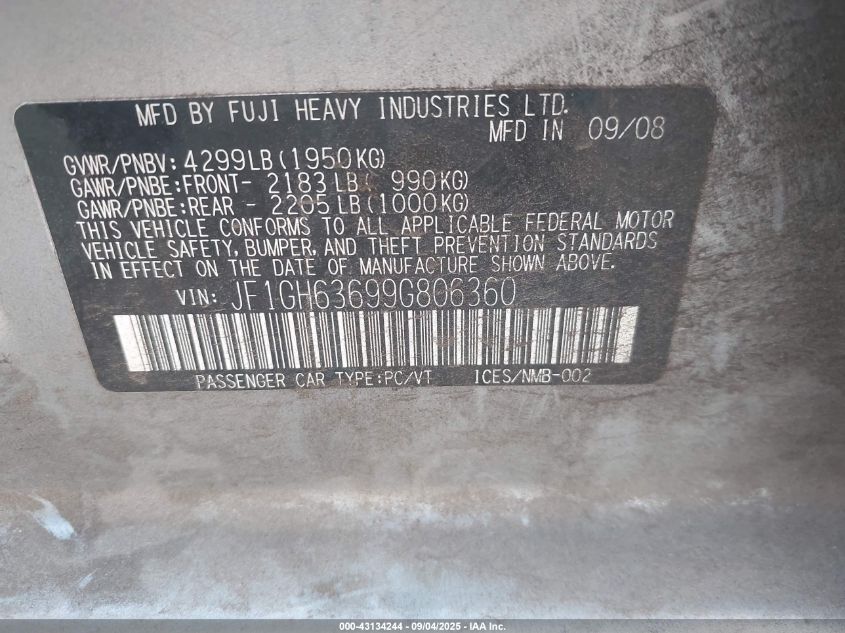 MFD BY FUJI HEAVY INDUSTRIES LTD.
MFD IN 09/08
GVWR/PNBV: 4299LB(1950KG)
GAWR/PNBE:FRONT- 2183LB( 990KG)
GAWR/PNBE:REAR - 2205LB(1000KG)
THIS VEHICLE CONFORMS TO ALL APPLICABLE FEDERAL MOTOR
VEHICLE SAFETY, BUMPER, AND THEFT PREVENTION STANDARDS
IN EFFECT ON THE DATE OF MANUFACTURE SHOWN ABOVE.
VIN: JF1GH63699G806360
PASSENGER CAR TYPE:PC/VT ICES/NMB-002
000-43134244 - 09/04/2025 - IAA Inc.